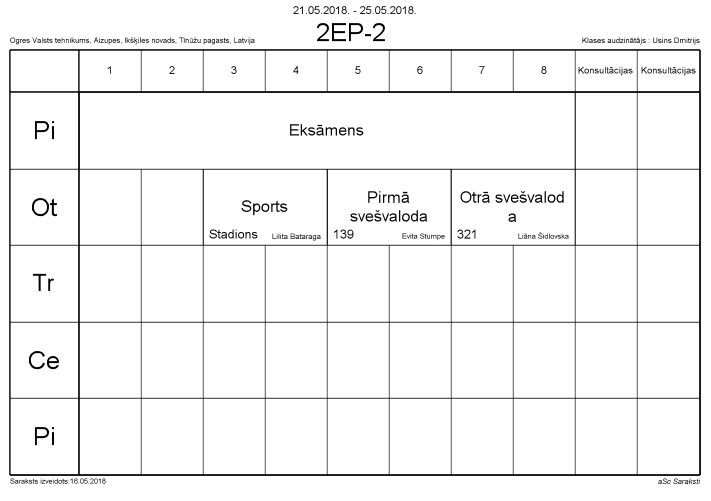 21.05.2018. - 25.05.2018.
Ogres Valsts tehnikums, Aizupes, Ikšķiles novads, Tīnūžu pagasts, Latvija
2EP-2
Klases audzinātājs : Usins Dmitrijs
1 2 3 4 5 6 7 8 Konsultācijas Konsultācijas
Pi
Eksāmens
Ot
Sports
Stadions Lilita Bataraga
Pirmā
svešvaloda
139 Evita Stumpe
Otrā svešvalod
a
321 Liāna Šidlovska
Tr
Ce
Pi
Saraksts izveidots:16.05.2018
aSc Saraksti